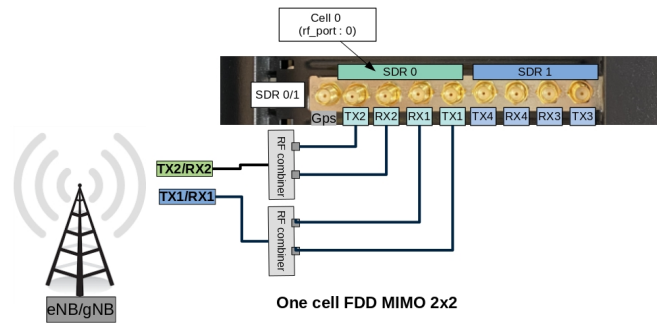 Cell 0
(rf_port : 0)
SDR 0
SDR 1
SDR 0/1
Gps
TX2
RX2
RX1
TX1
TX4
RX4
RX3
TX3
RF combiner
TX2/RX2
TX1/RX1
RF combiner
eNB/gNB
One cell FDD MIMO 2x2